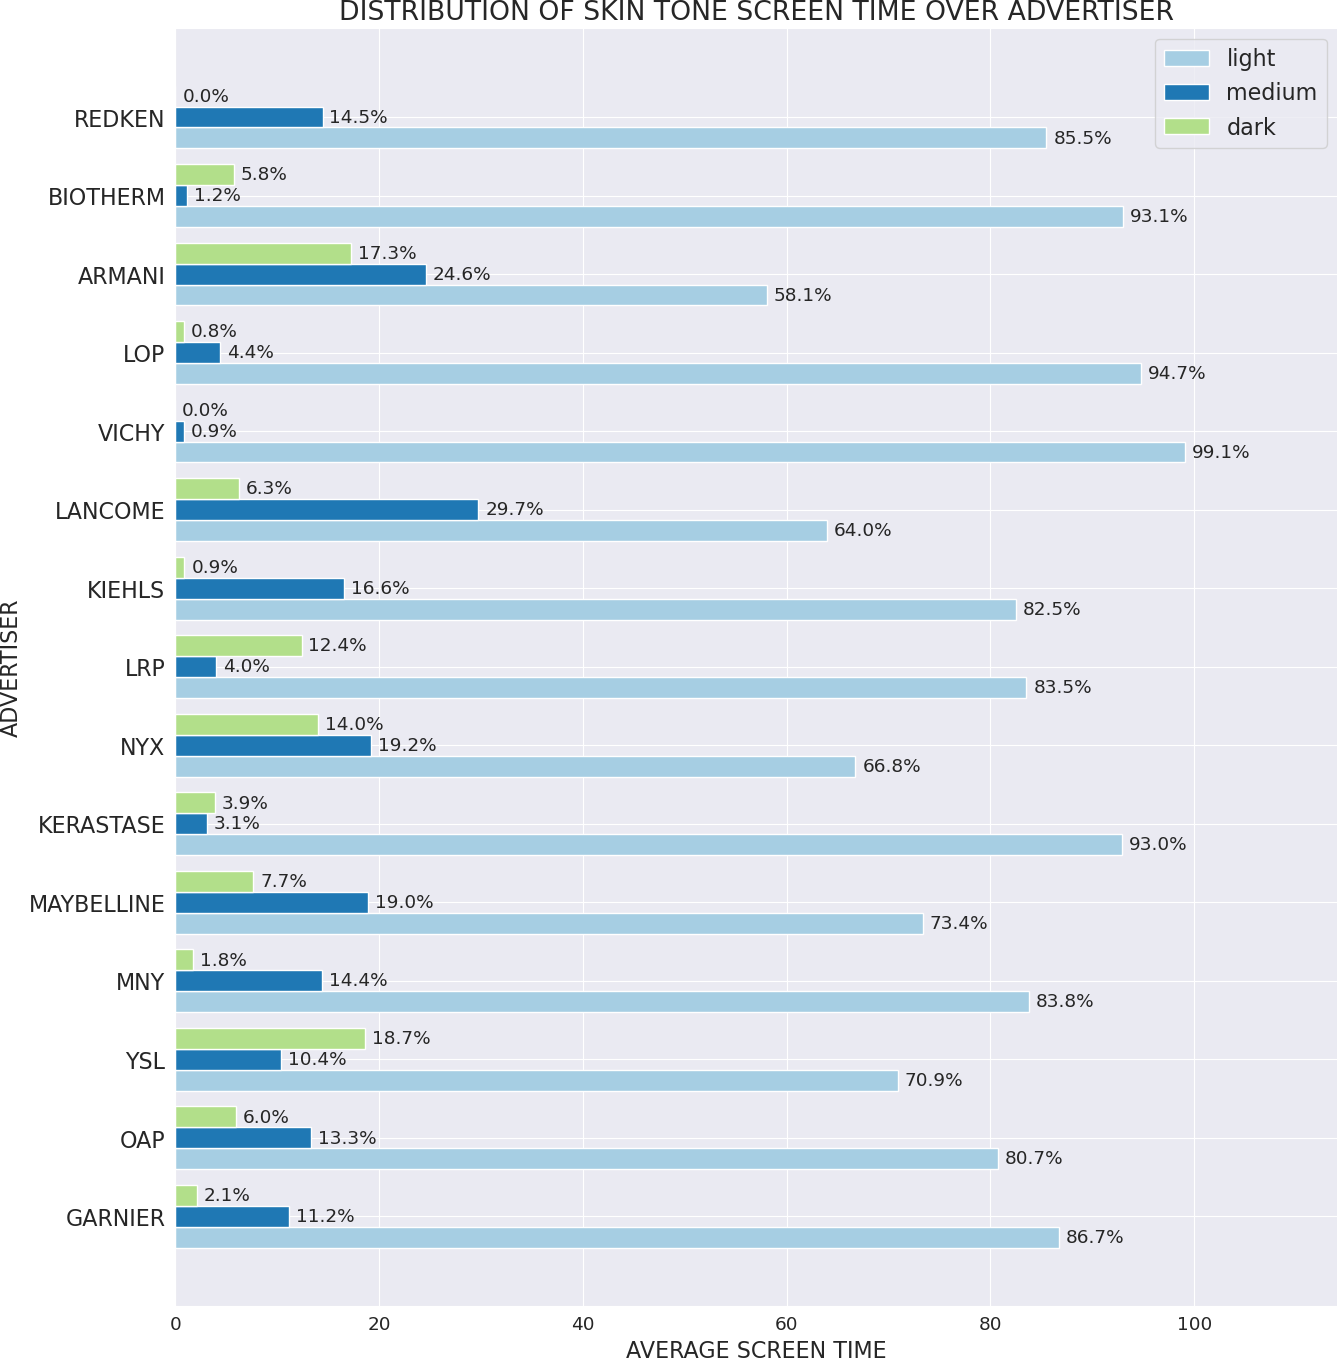 DISTRIBUTION OF SKIN TONE SCREEN TIME OVER ADVERTISER
light
medium
dark
ADVERTISER
REDKEN
0.0%
14.5%
85.5%
BIOTHERM
5.8%
1.2%
93.1%
ARMANI
17.3%
24.6%
58.1%
LOP
0.8%
4.4%
94.7%
VICHY
0.0%
0.9%
99.1%
LANCOME
6.3%
29.7%
64.0%
KIEHLS
0.9%
16.6%
82.5%
LRP
12.4%
4.0%
83.5%
NYX
14.0%
19.2%
66.8%
KERASTASE
3.9%
3.1%
93.0%
MAYBELLINE
7.7%
19.0%
73.4%
MNY
1.8%
14.4%
83.8%
YSL
18.7%
10.4%
70.9%
OAP
6.0%
13.3%
80.7%
GARNIER
2.1%
11.2%
86.7%
0 20 40 60 80 100
AVERAGE SCREEN TIME